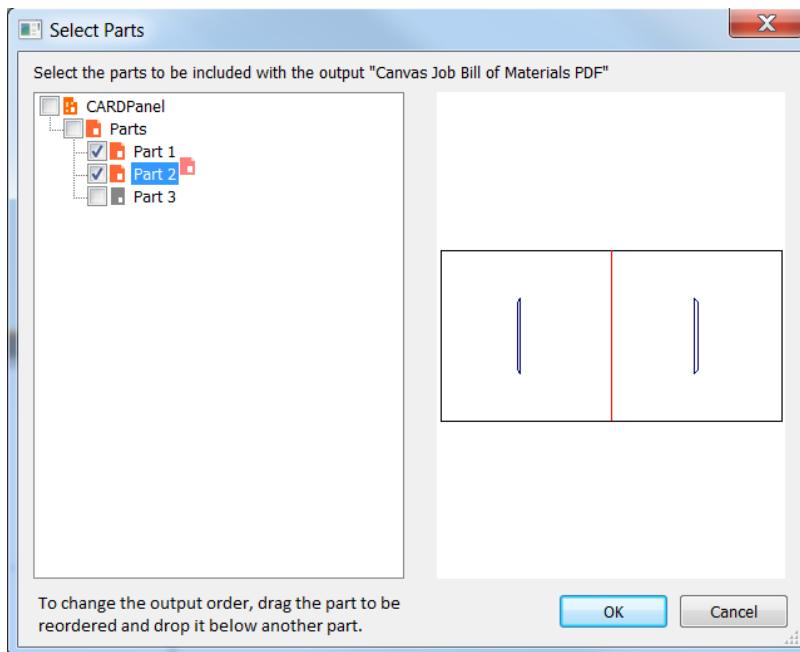 Select Parts
Select the parts to be included with the output "Canvas Job Bill of Materials PDF"
CARDPanel
Parts
Part 1
Part 2
Part 3
To change the output order, drag the part to be
reordered and drop it below another part.
OK
Cancel